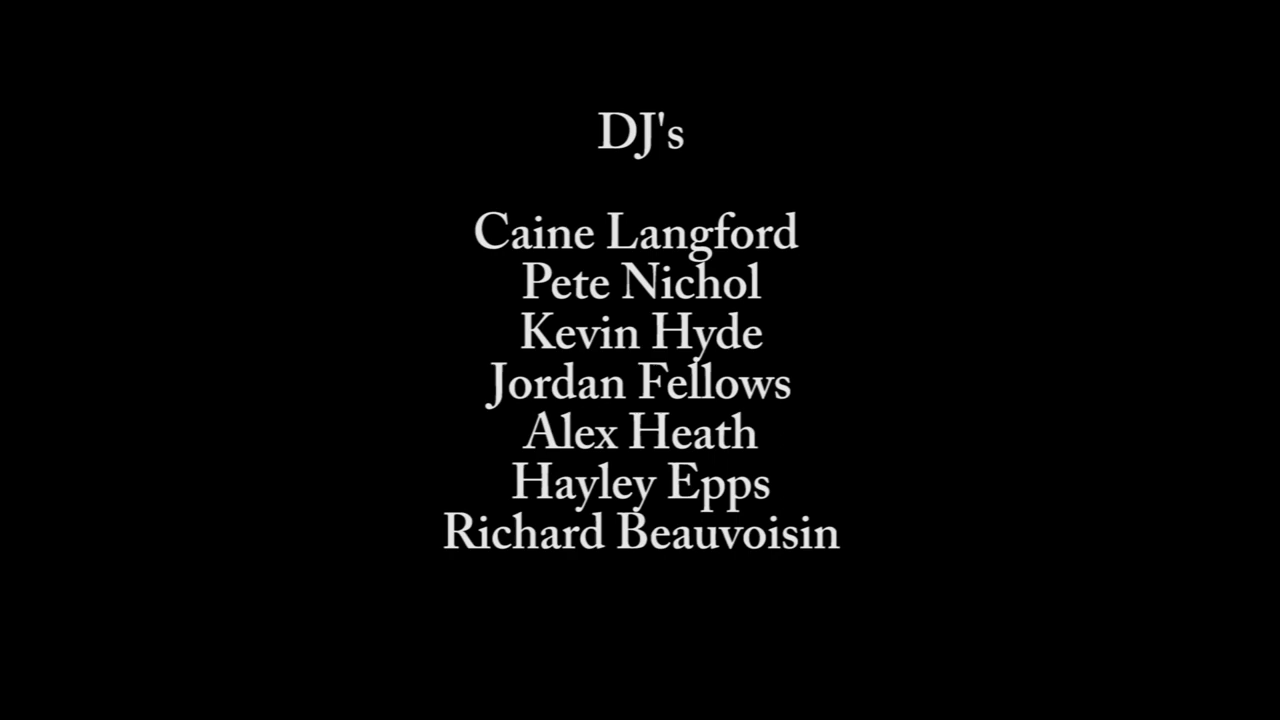 DJ's
Caine Langford
Pete Nichol
Kevin Hyde
Jordan Fellows
Alex Heath
Hayley Epps
Richard Beauvoisin